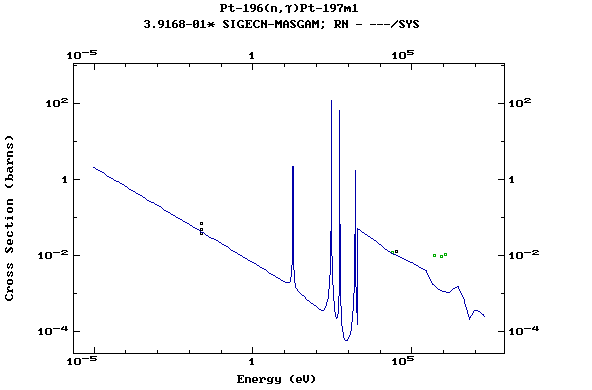 Pt-196(n,γ)Pt-197m1
3.9168-01* SIGECN-MASGAM; RN - ---/SYS
10⁻⁵ 1 10⁵
10² 10²
1 1
10⁻² 10⁻²
10⁻⁴ 10⁻⁴
10⁻⁵ 1 10⁵
Cross Section (barns)
Energy (eV)